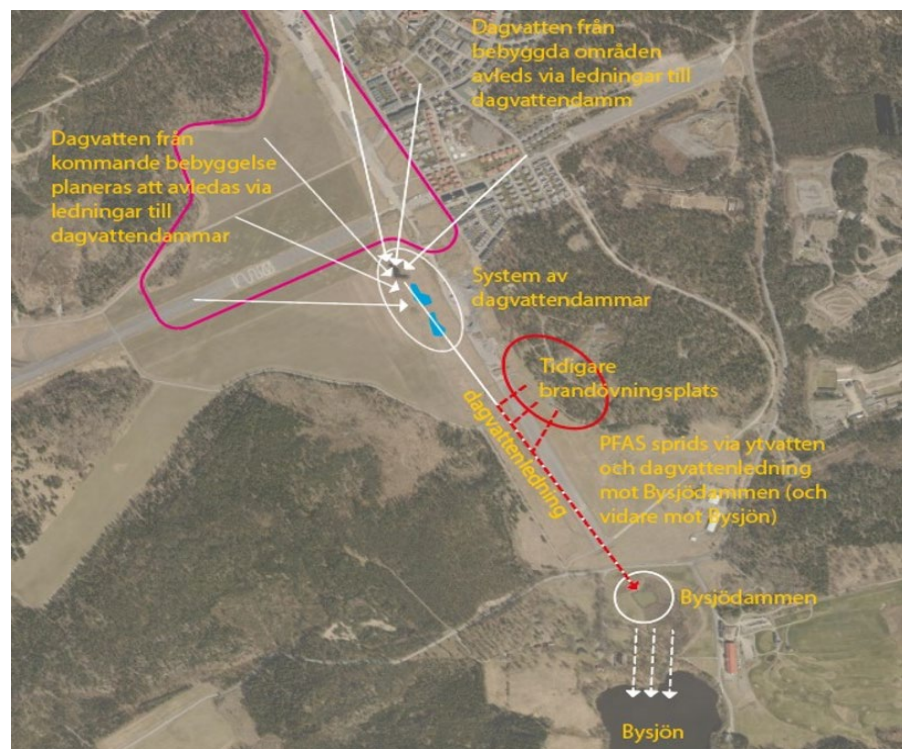 Dagvatten från
bebyggda områden
avleds via ledningar till
dagvattendamm
Dagvatten från
kommande bebyggelse
planeras att avledas via
ledningar till
dagvattendammar
System av
dagvattendammar
Tidigare
brandövningsplats
dagvattenledning
PFAS sprids via ytvatten
och dagvattenledning
mot Bysjödammen (och
vidare mot Bysjön)
Bysjödammen
Bysjön